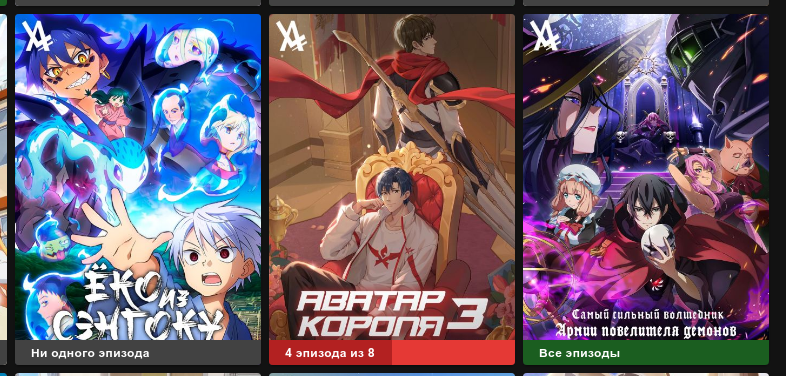 ЁКО ИЗ
СЭНГОКУ
Ни одного эпизода
АВАТАР
КОРОЛЯ 3
4 эпизода из 8
Самый сильный волшебник
Армии повелителя демонов
Все эпизоды